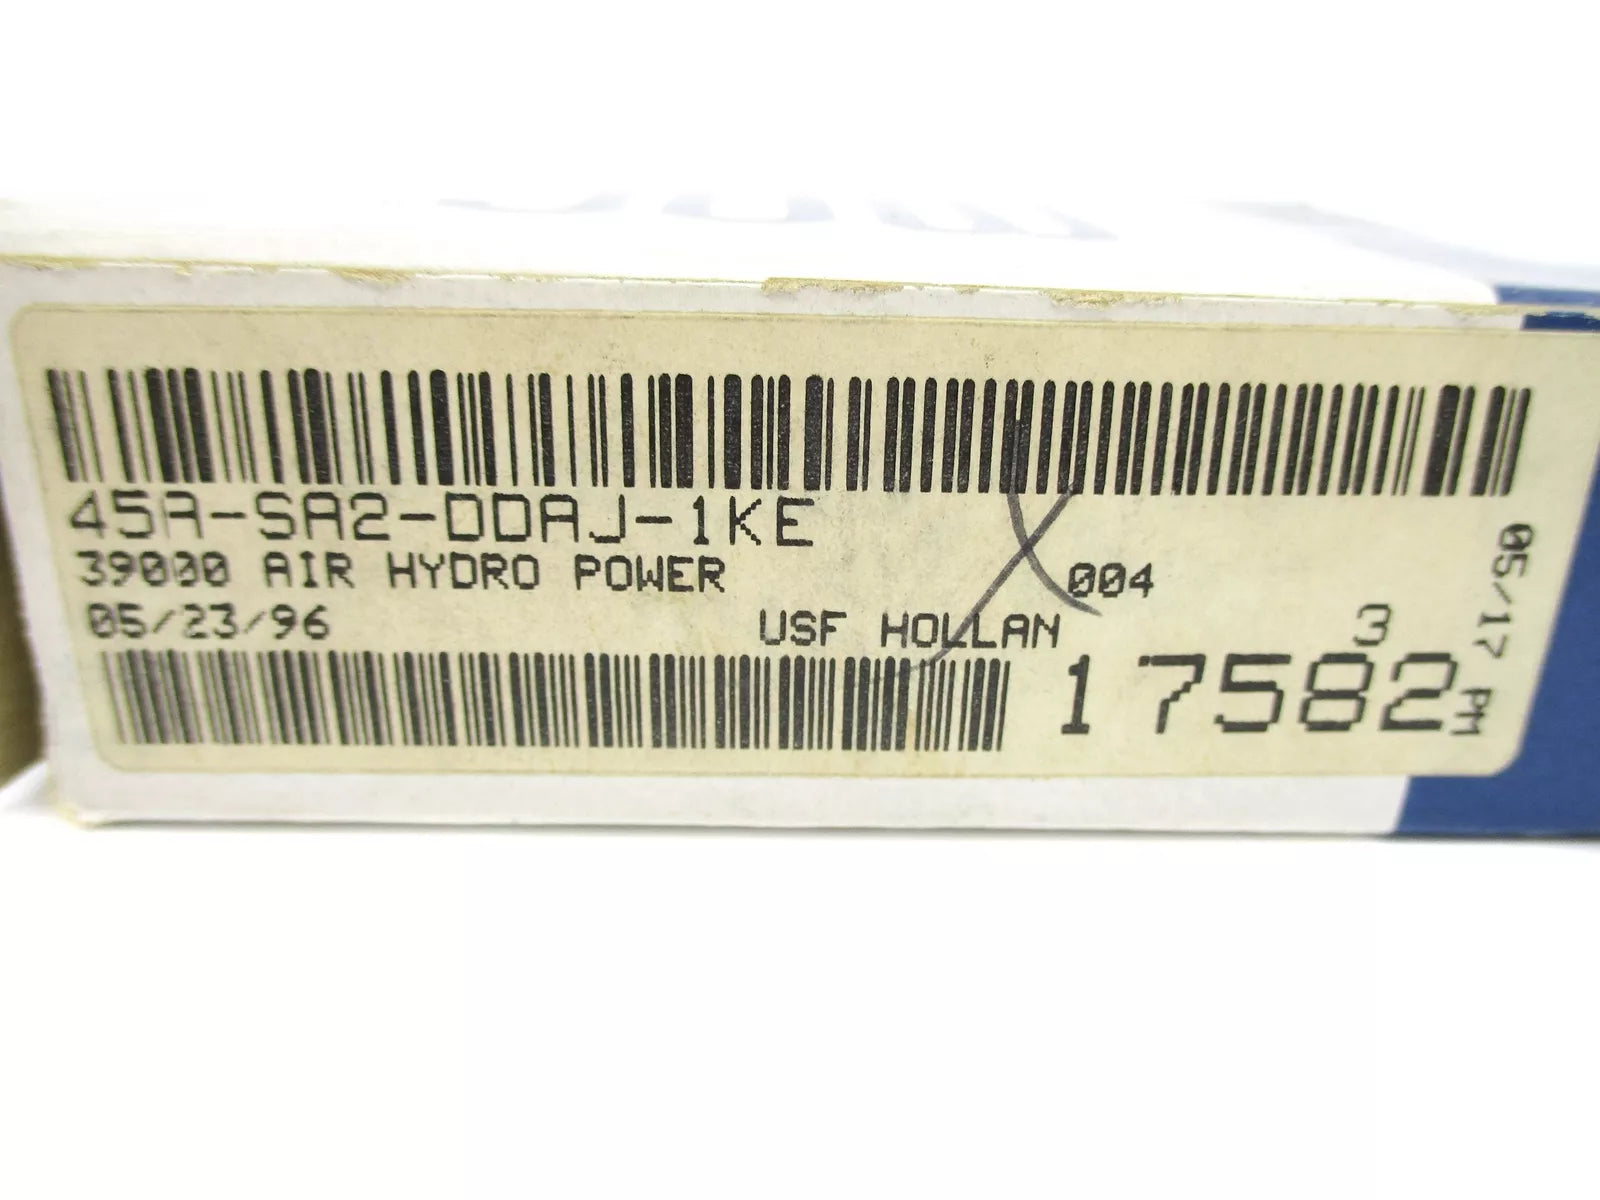 45A-SA2-DDAJ-1KE
39000 AIR HYDRO POWER
004
05/23/96
USF HOLLAN
3
17582
05/17 PM